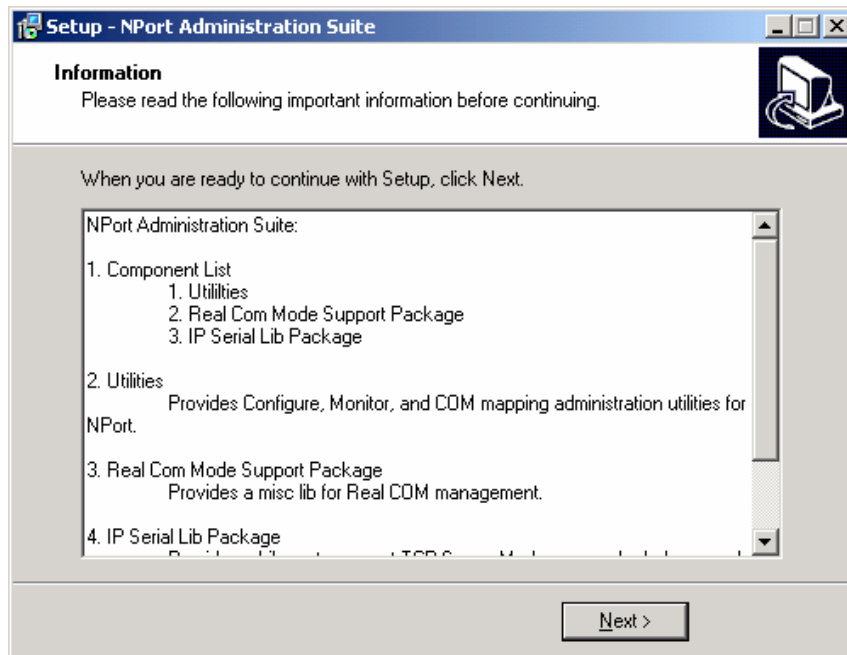 Setup - NPort Administration Suite
Information
Please read the following important information before continuing.
When you are ready to continue with Setup, click Next.
NPort Administration Suite:
1. Component List
1. Utililties
2. Real Com Mode Support Package
3. IP Serial Lib Package
2. Utilities
Provides Configure, Monitor, and COM mapping administration utilities for
NPort.
3. Real Com Mode Support Package
Provides a misc lib for Real COM management.
4. IP Serial Lib Package
Next >